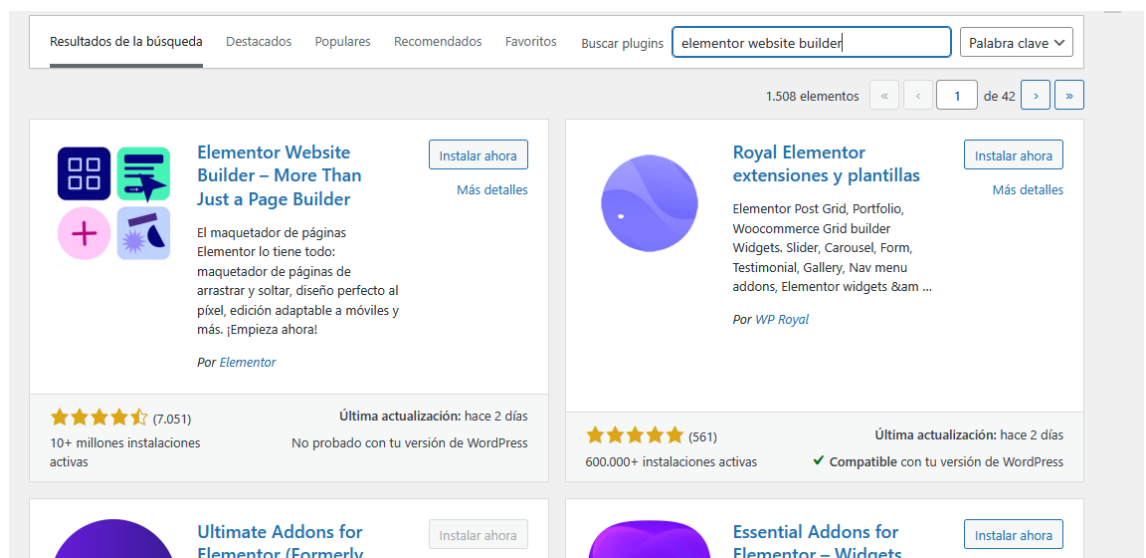 Resultados de la búsqueda Destacados Populares Recomendados Favoritos Buscar plugins elementor website builder Palabra clave
1.508 elementos « ‹ 1 de 42 › »
Elementor Website
Builder – More Than
Just a Page Builder
Instalar ahora
Más detalles
El maquetador de páginas
Elementor lo tiene todo:
maquetador de páginas de
arrastrar y soltar, diseño perfecto al
píxel, edición adaptable a móviles y
más. ¡Empieza ahora!
Por Elementor
(7.051)
10+ millones instalaciones
activas
Última actualización: hace 2 días
No probado con tu versión de WordPress
Royal Elementor
extensiones y plantillas
Instalar ahora
Más detalles
Elementor Post Grid, Portfolio,
Woocommerce Grid builder
Widgets. Slider, Carousel, Form,
Testimonial, Gallery, Nav menu
addons, Elementor widgets &am ...
Por WP Royal
(561)
600.000+ instalaciones activas
Última actualización: hace 2 días
✔ Compatible con tu versión de WordPress
Ultimate Addons for
Elementor (Formerly
Instalar ahora
Essential Addons for
Elementor – Widgets
Instalar ahora